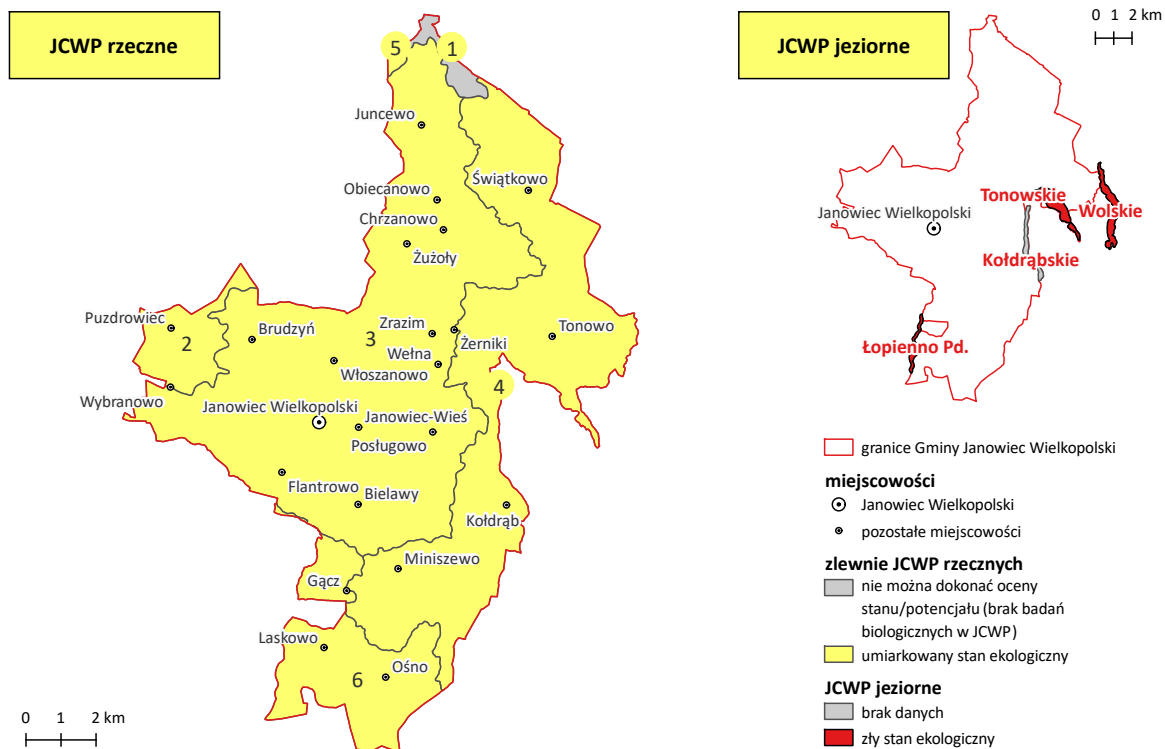 JCWP rzeczne
5
1
Juncewo
Świątkowo
Obiecanowo
Chrzanowo
Żużoły
Puzdrowiec
2
Brudzyń
Zrazim
3
Żerniki
Tonowo
Wełna
Włoszanowo
4
Wybranowo
Janowiec Wielkopolski
Janowiec-Wieś
Posługowo
Flantrowo
Bielawy
Kołdrąb
Miniszewo
Gącz
Laskowo
Ośno
6
0 1 2 km
JCWP jeziorne
0 1 2 km
Tonowskie
Wolskie
Janowiec Wielkopolski
Kołdrąbskie
Łopienno Pd.
granice Gminy Janowiec Wielkopolski
miejscowości
Janowiec Wielkopolski
pozostałe miejscowości
zlewnie JCWP rzecznych
nie można dokonać oceny
stanu/potencjału (brak badań
biologicznych w JCWP)
umiarkowany stan ekologiczny
JCWP jeziorne
brak danych
zły stan ekologiczny